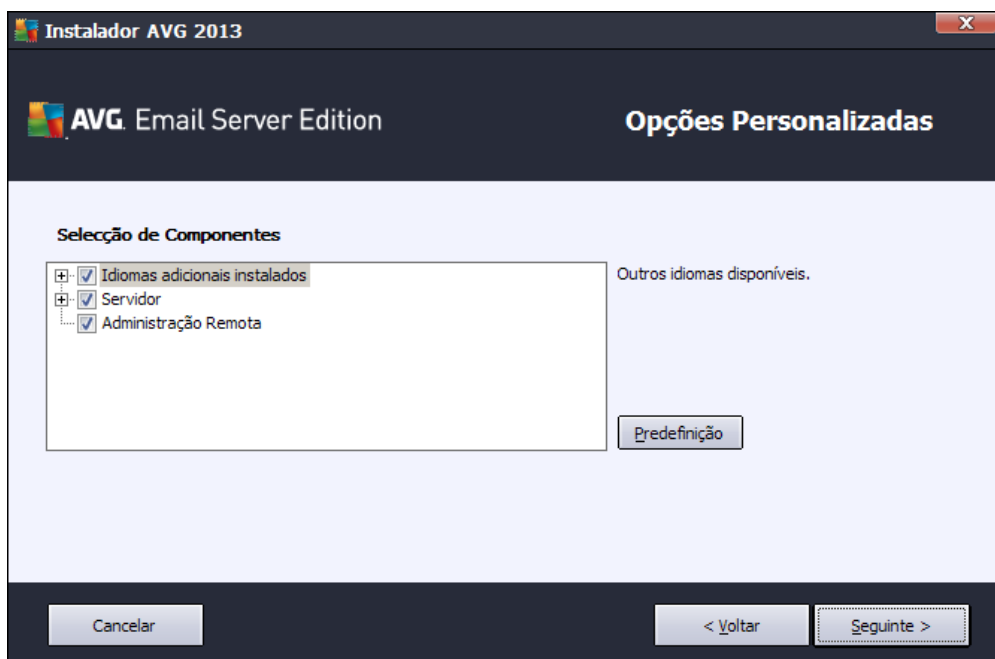 Instalador AVG 2013
X
AVG. Email Server Edition
Opções Personalizadas
Selecção de Componentes
Idiomas adicionais instalados
Servidor
Administração Remota
Outros idiomas disponíveis.
Predefinição
Cancelar
< Voltar
Seguinte >